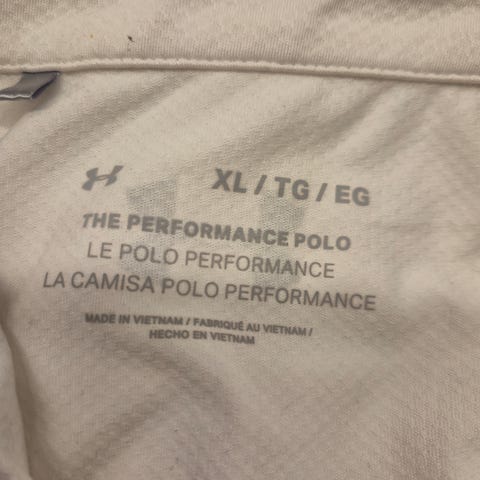 XL / TG / EG
THE PERFORMANCE POLO
LE POLO PERFORMANCE
LA CAMISA POLO PERFORMANCE
MADE IN VIETNAM / FABRIQUÉ AU VIETNAM /
HECHO EN VIETNAM